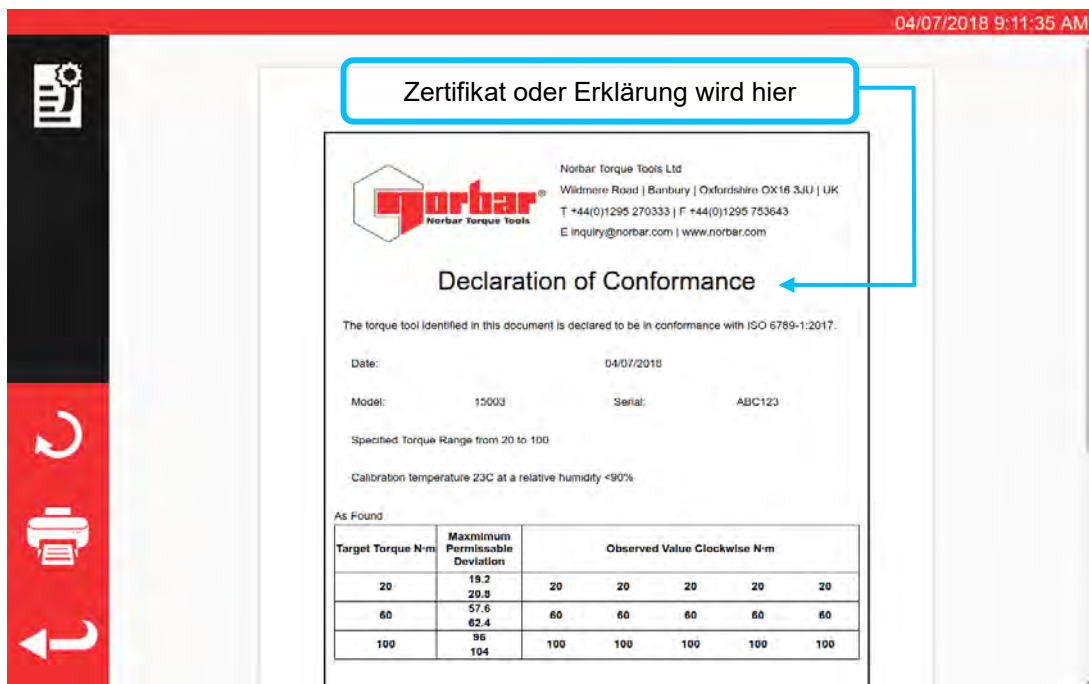 04/07/2018 9:11:35 AM
Zertifikat oder Erklärung wird hier
norbar®
Norbar Torque Tools
Norbar Torque Tools Ltd
Wildmere Road | Banbury | Oxfordshire OX16 3JU | UK
T +44(0)1295 270333 | F +44(0)1295 753643
E inquiry@norbar.com | www.norbar.com
Declaration of Conformance
The torque tool identified in this document is declared to be in conformance with ISO 6789-1:2017.
Date: 04/07/2018
Model: 15003 Serial: ABC123
Specified Torque Range from 20 to 100
Calibration temperature 23C at a relative humidity <90%
As Found
Target Torque N·m Maxmimum Permissable Deviation Observed Value Clockwise N·m
20 19.2 20.8 20 20 20 20 20
60 57.6 62.4 60 60 60 60 60
100 96 104 100 100 100 100 100